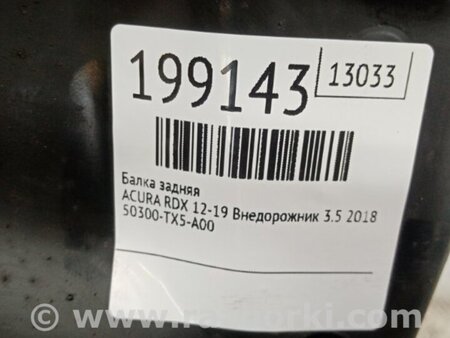 199143
13033
Балка задняя
ACURA RDX 12-19 Внедорожник 3.5 2018
50300-TX5-A00